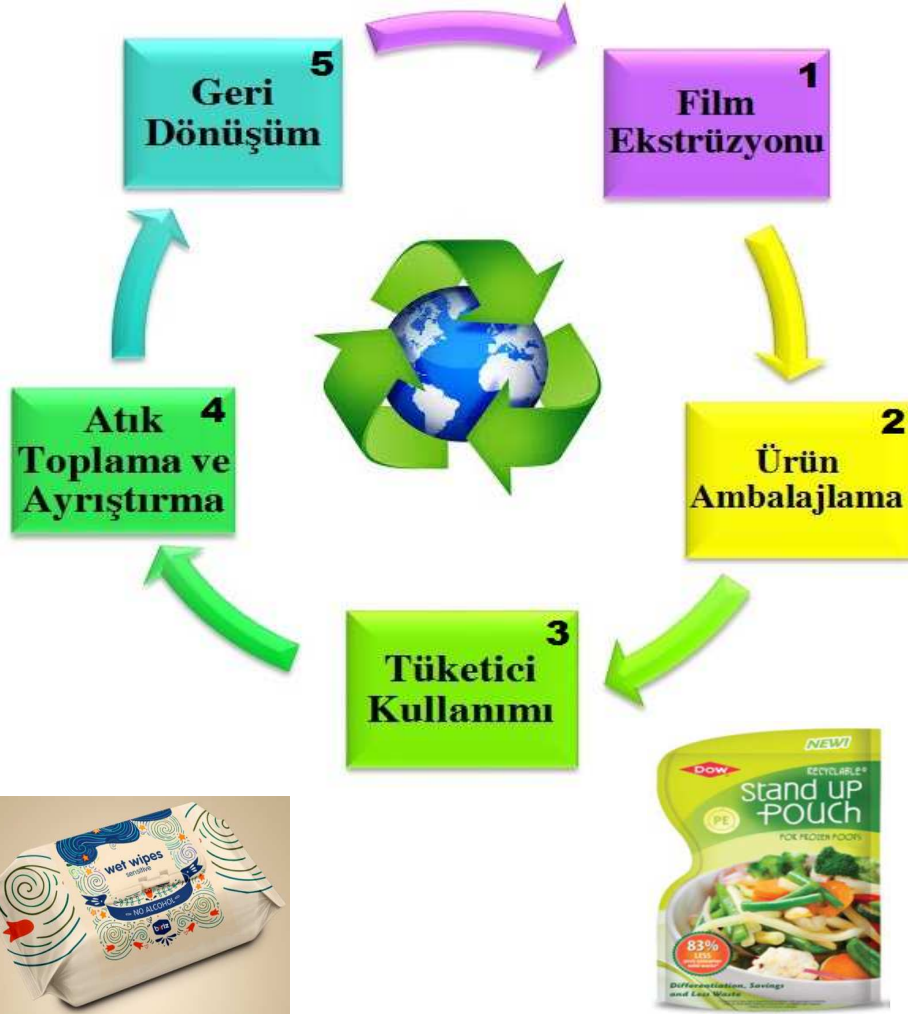 5
Geri
Dönüşüm
1
Film
Ekstrüzyonu
2
Ürün
Ambalajlama
3
Tüketici
Kullanımı
4
Atık
Toplama ve
Ayrıştırma
wet wipes
sensitive
NO ALCOHOL
NEW!
Dow
RECYCLABLE*
Stand UP
POUCH
PE
FOR FROZEN FOODS
83%
LESS
Differentiation, Savings
and Less Waste